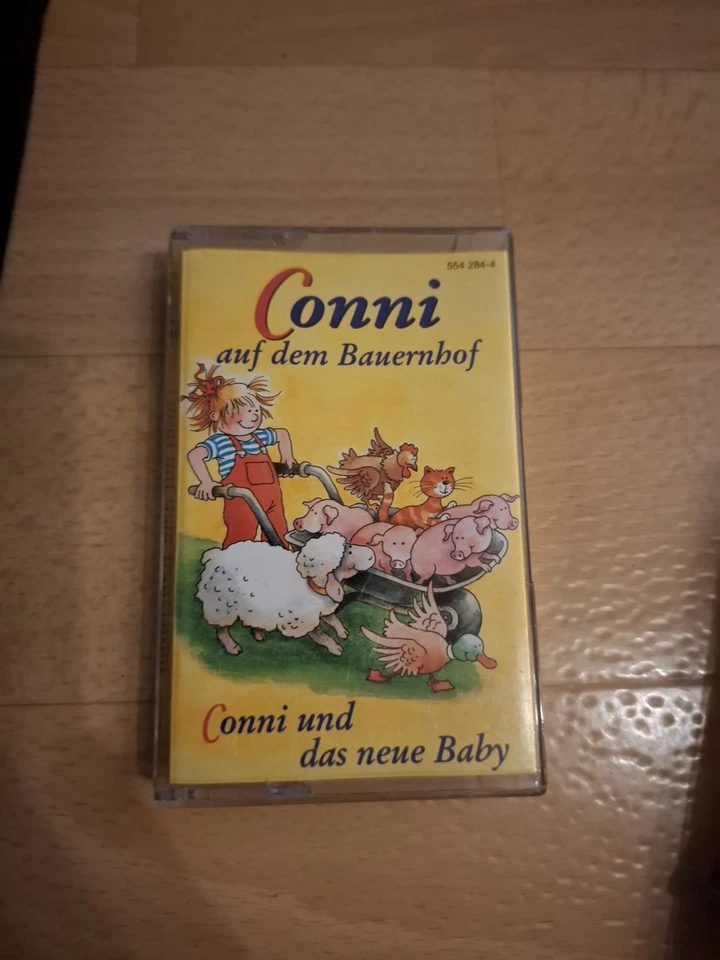 554 284-4
Conni
auf dem Bauernhof
Conni und
das neue Baby